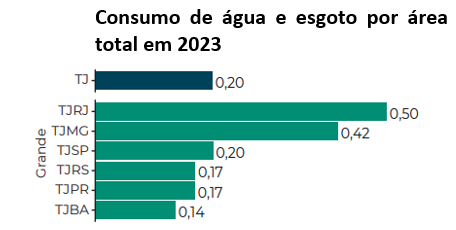 Consumo de água e esgoto por área
total em 2023
TJ 0,20
Grande
TJRJ 0,50
TJMG 0,42
TJSP 0,20
TJRS 0,17
TJPR 0,17
TJBA 0,14